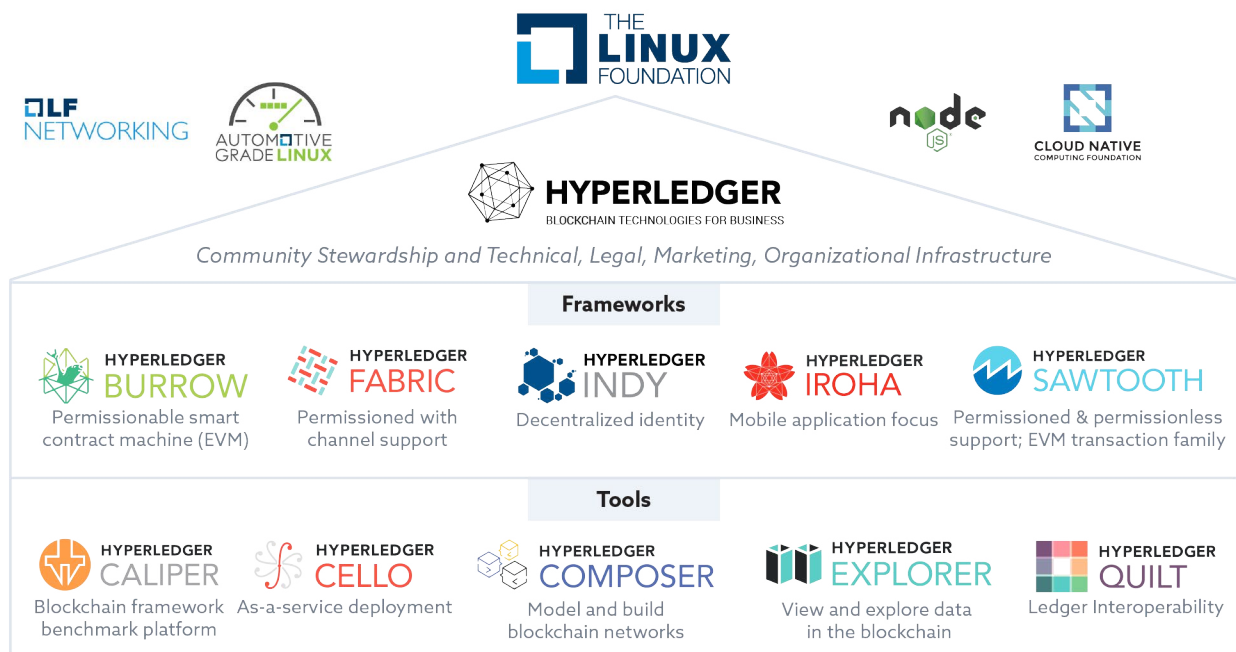 THE
LINUX
FOUNDATION
LF
NETWORKING
AUTOMOTIVE
GRADE LINUX
node
JS
CLOUD NATIVE
COMPUTING FOUNDATION
HYPERLEDGER
BLOCKCHAIN TECHNOLOGIES FOR BUSINESS
Community Stewardship and Technical, Legal, Marketing, Organizational Infrastructure
Frameworks
HYPERLEDGER
BURROW
Permissionable smart
contract machine (EVM)
HYPERLEDGER
FABRIC
Permissioned with
channel support
HYPERLEDGER
INDY
Decentralized identity
HYPERLEDGER
IROHA
Mobile application focus
HYPERLEDGER
SAWTOOTH
Permissioned & permissionless
support; EVM transaction family
Tools
HYPERLEDGER
CALIPER
Blockchain framework
benchmark platform
HYPERLEDGER
CELLO
As-a-service deployment
HYPERLEDGER
COMPOSER
Model and build
blockchain networks
HYPERLEDGER
EXPLORER
View and explore data
in the blockchain
HYPERLEDGER
QUILT
Ledger Interoperability